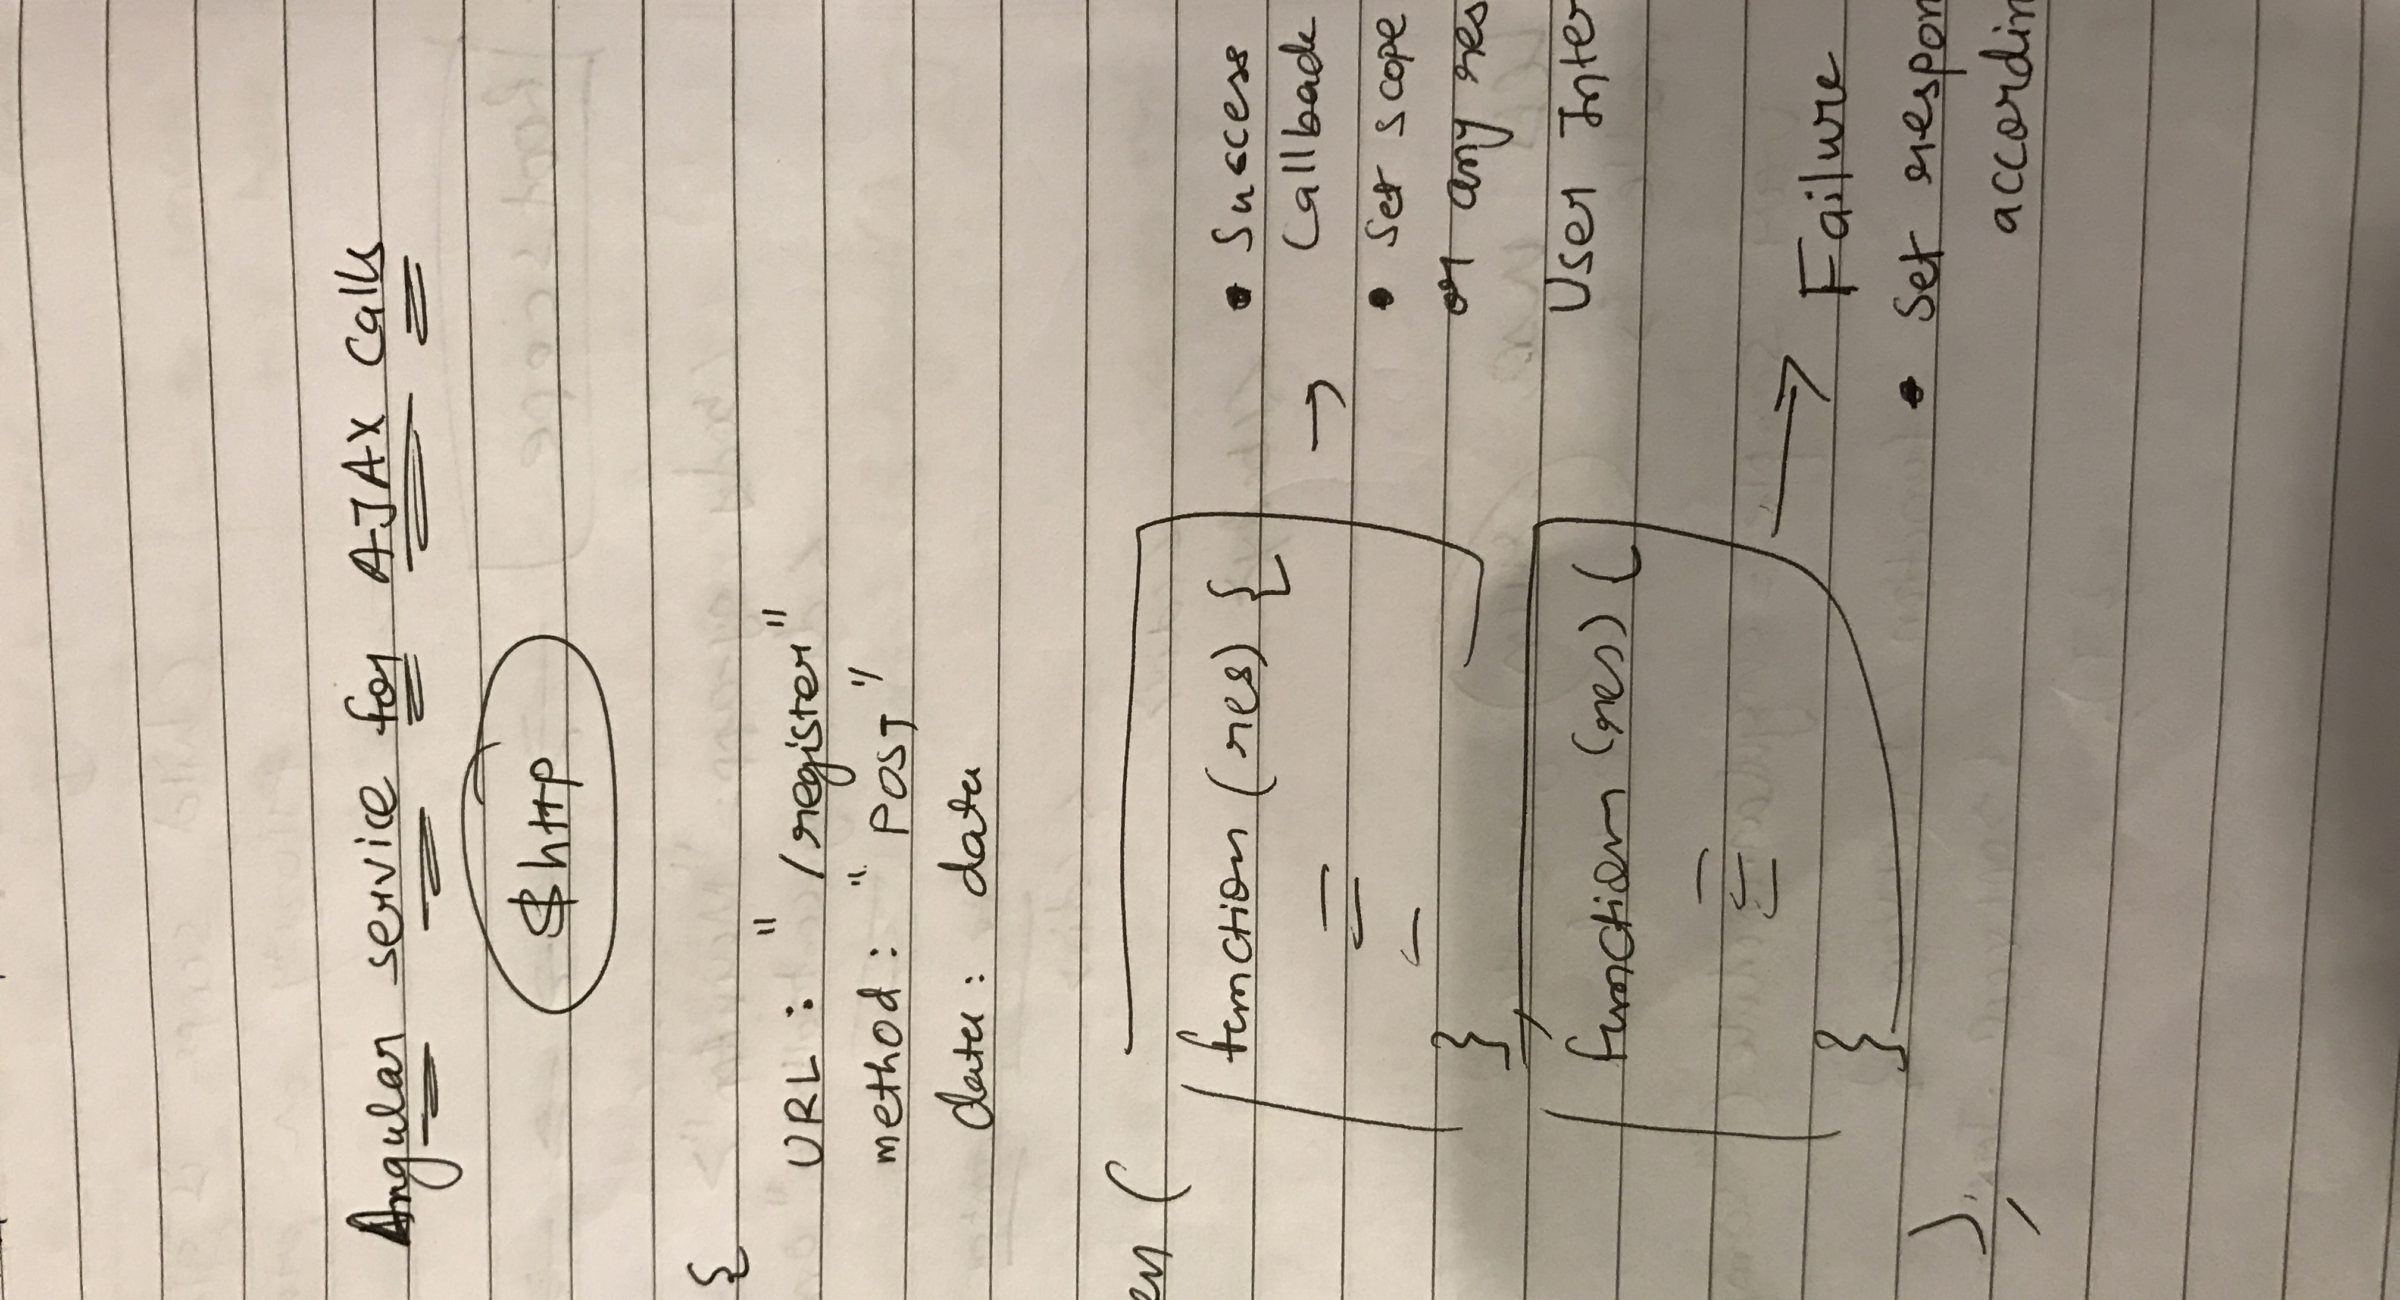 Angular service for AJAX calls
$http
{
URL : "/register"
method : "POST"
data : data
en (
function (res) {
• Success
Callback
• Set scope
or any res
}
,
User Inter
function (res) {
}
Failure
• Set respon
accordin
);